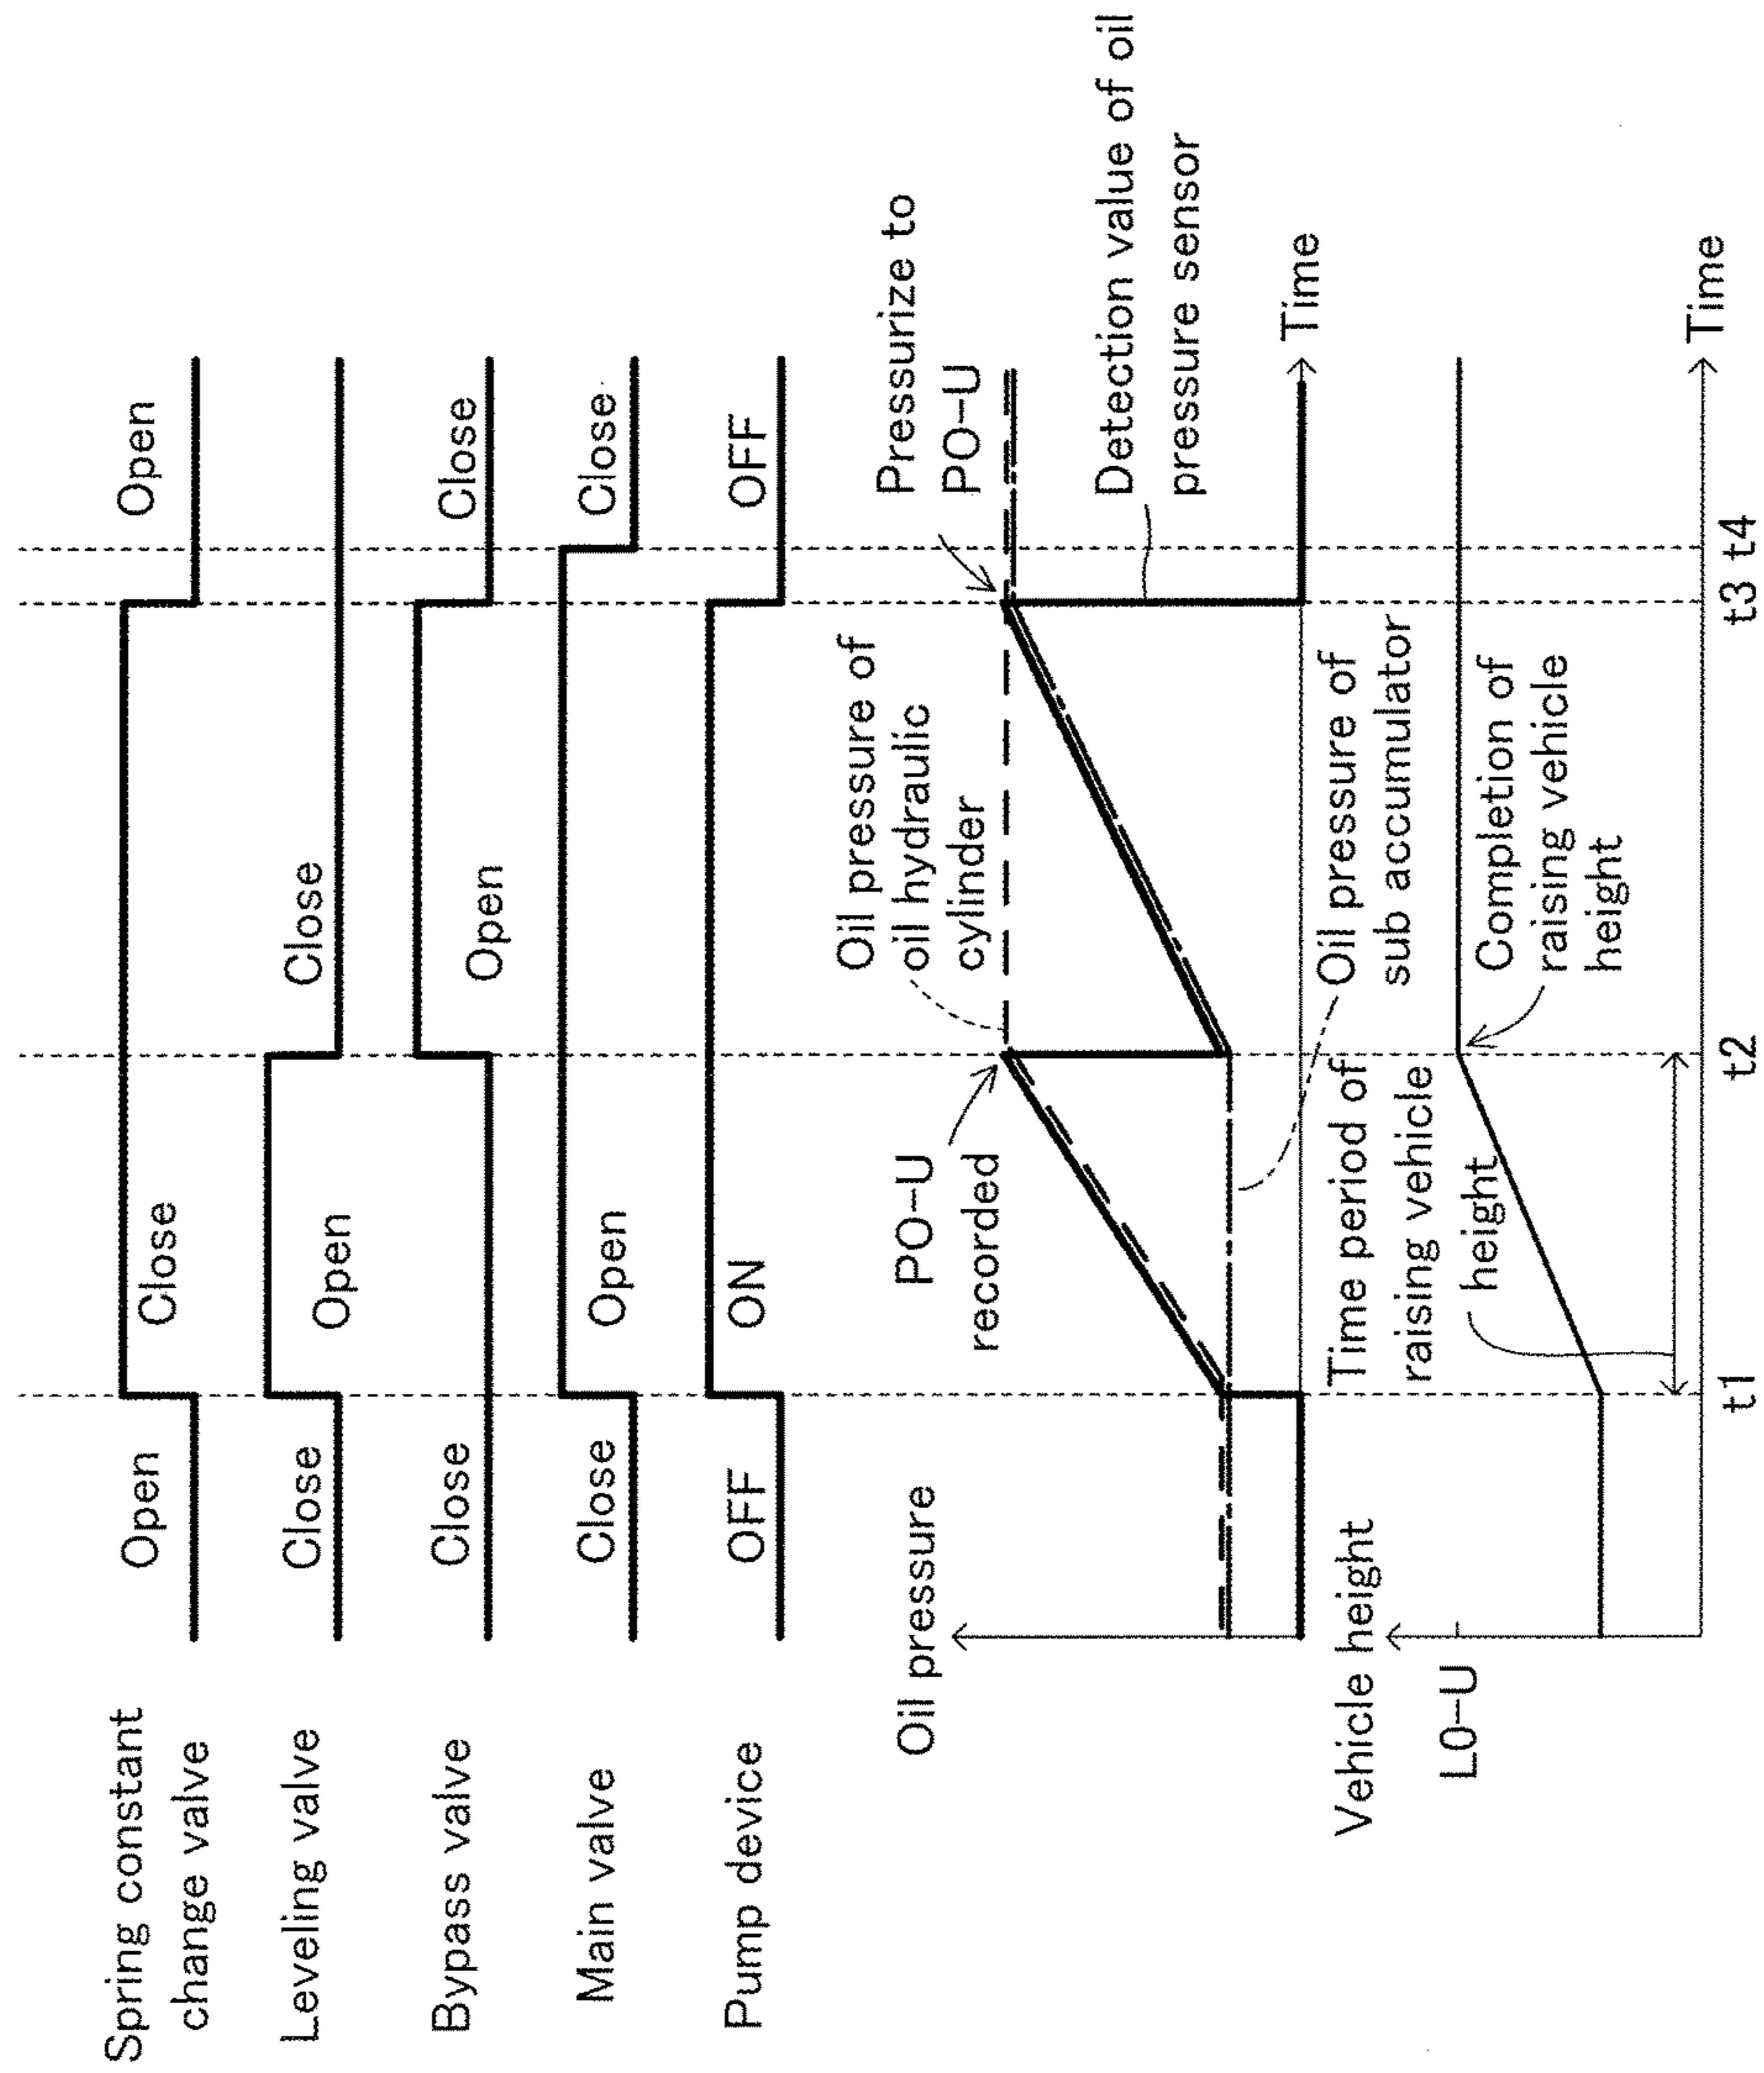 Spring constant
change valve
Open
Close
Open
Leveling valve
Close
Open
Close
Bypass valve
Close
Open
Close
Main valve
Close
Open
Close
Pump device
OFF
ON
OFF
Oil pressure
PO-U
recorded
Oil pressure of
oil hydraulic
cylinder
Pressurize to
PO-U
Detection value of oil
pressure sensor
Time
Oil pressure of
sub accumulator
Vehicle height
LO-U
Time period of
raising vehicle
height
Completion of
raising vehicle
height
Time
t1
t2
t3
t4